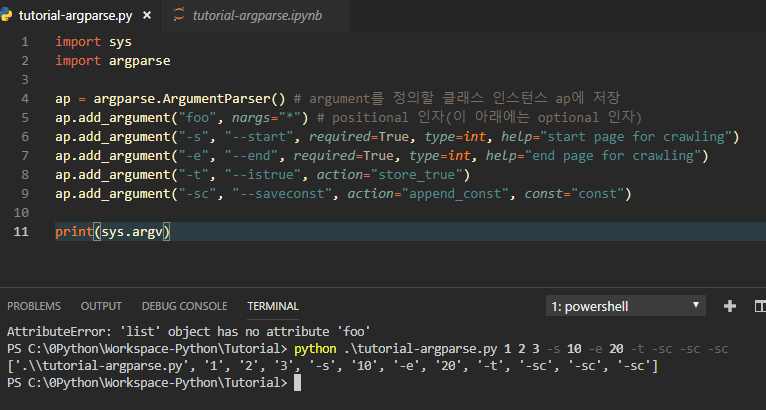 tutorial-argparse.py × tutorial-argparse.ipynb
1 import sys
2 import argparse
3
4 ap = argparse.ArgumentParser() # argument를 정의할 클래스 인스턴스 ap에 저장
5 ap.add_argument("foo", nargs="*") # positional 인자(이 아래에는 optional 인자)
6 ap.add_argument("-s", "--start", required=True, type=int, help="start page for crawling")
7 ap.add_argument("-e", "--end", required=True, type=int, help="end page for crawling")
8 ap.add_argument("-t", "--istrue", action="store_true")
9 ap.add_argument("-sc", "--saveconst", action="append_const", const="const")
10
11 print(sys.argv)
PROBLEMS OUTPUT DEBUG CONSOLE TERMINAL 1: powershell
AttributeError: 'list' object has no attribute 'foo'
PS C:\0Python\Workspace-Python\Tutorial> python .\tutorial-argparse.py 1 2 3 -s 10 -e 20 -t -sc -sc -sc
['.\\tutorial-argparse.py', '1', '2', '3', '-s', '10', '-e', '20', '-t', '-sc', '-sc', '-sc']
PS C:\0Python\Workspace-Python\Tutorial>